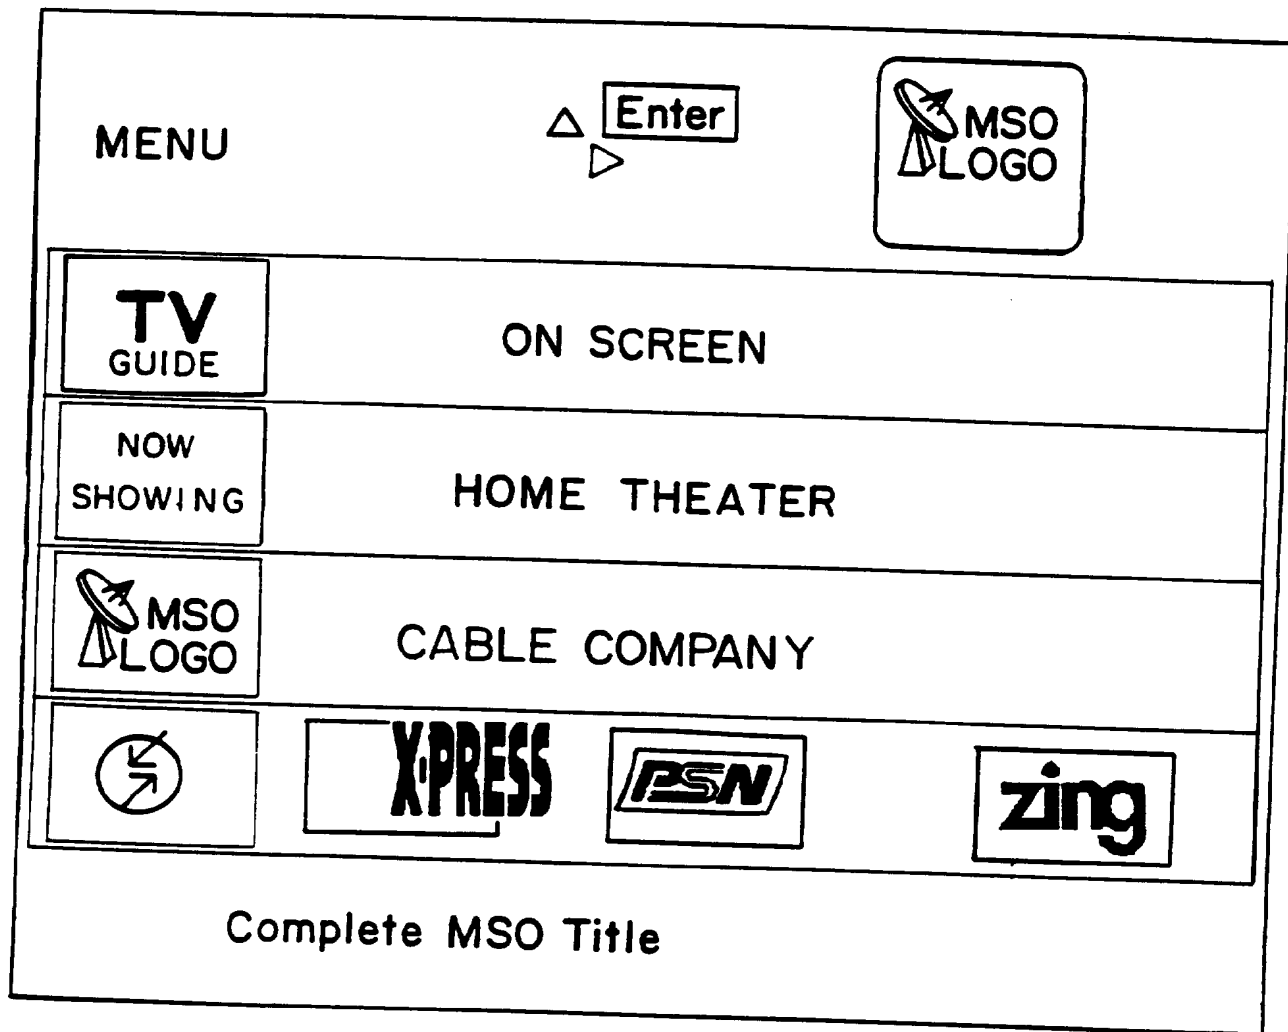 MENU
Enter
MSO
LOGO
TV
GUIDE
ON SCREEN
NOW
SHOWING
HOME THEATER
MSO
LOGO
CABLE COMPANY
X·PRESS
PSN
zing
Complete MSO Title